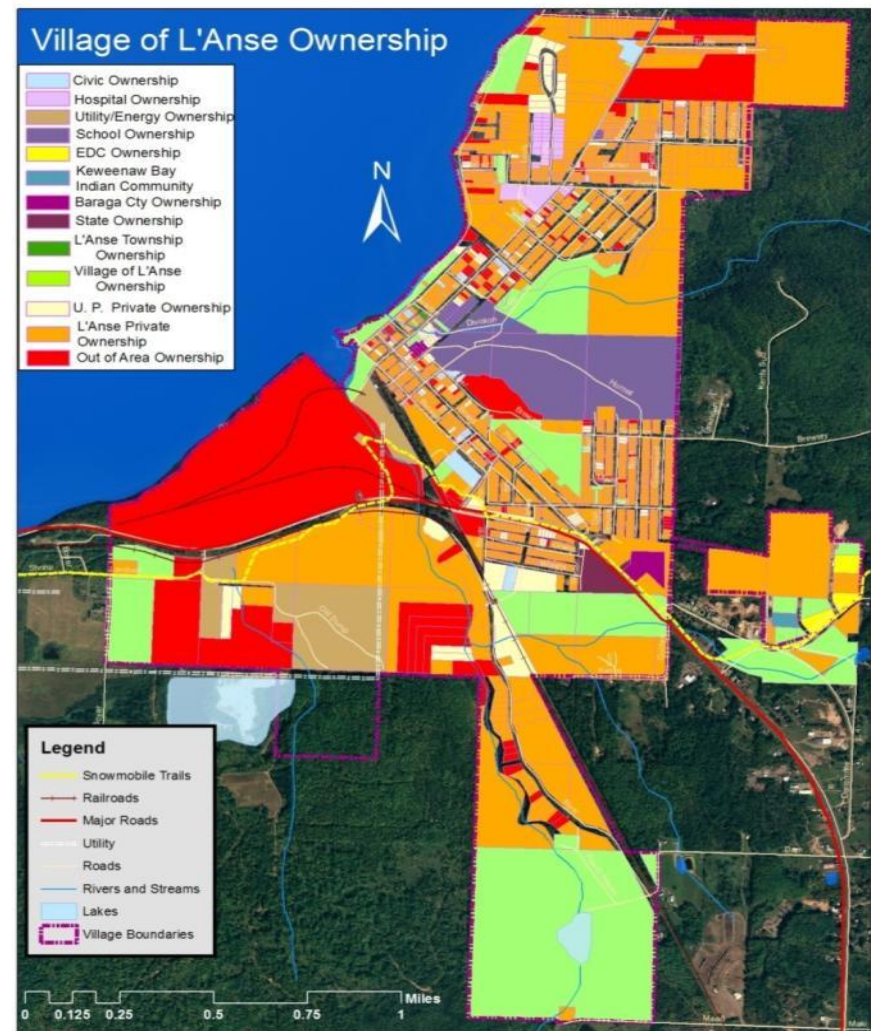 Village of L'Anse Ownership
Civic Ownership
Hospital Ownership
Utility/Energy Ownership
School Ownership
EDC Ownership
Keweenaw Bay
Indian Community
Baraga Cty Ownership
State Ownership
L'Anse Township
Ownership
Village of L'Anse
Ownership
U. P. Private Ownership
L'Anse Private
Ownership
Out of Area Ownership
N
Division
Brewery
Legend
Snowmobile Trails
Railroads
Major Roads
Utility
Roads
Rivers and Streams
Lakes
Village Boundaries
Miles
0 0.125 0.25 0.5 0.75 1
Mead